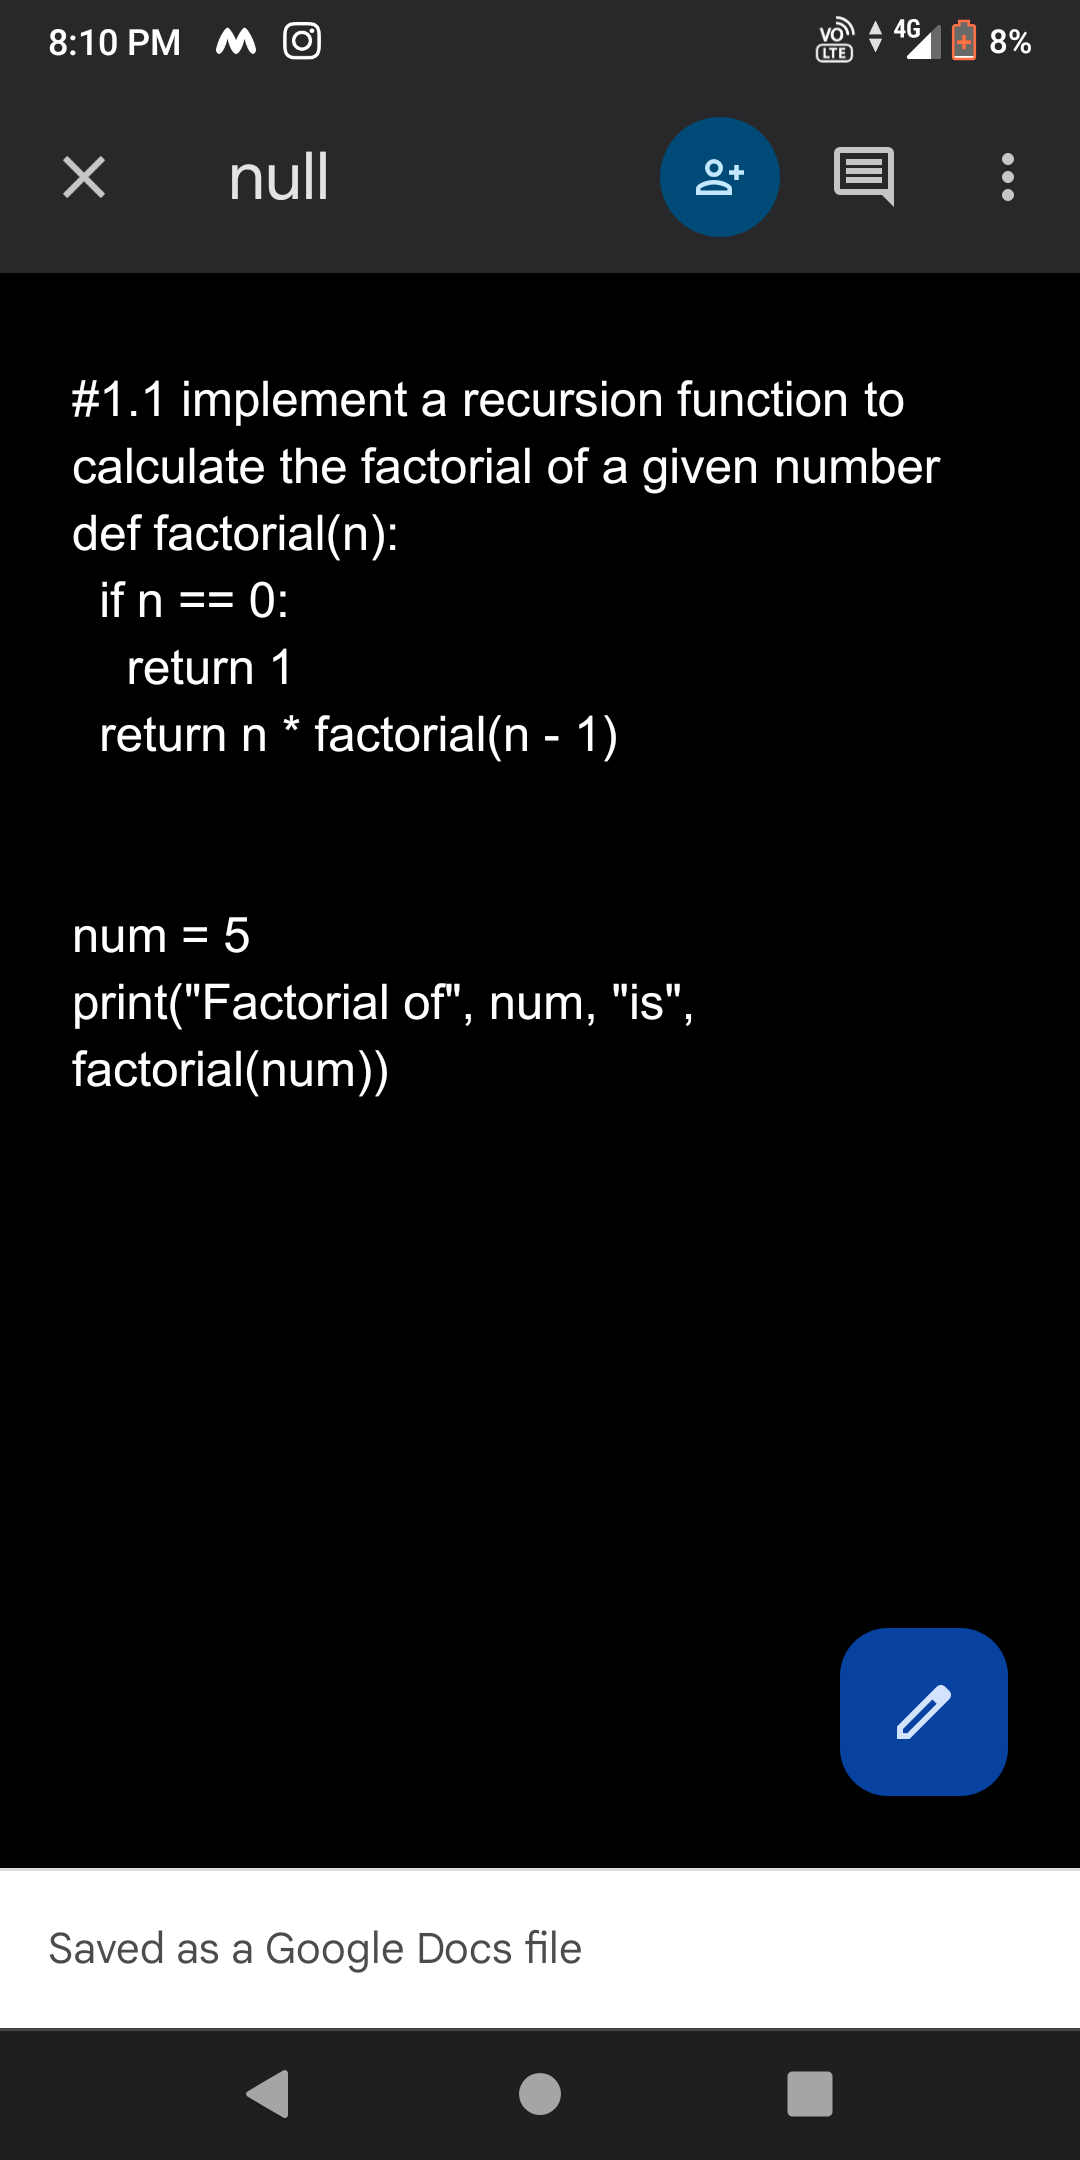 8:10 PM
VO LTE 4G 8%
null
#1.1 implement a recursion function to
calculate the factorial of a given number
def factorial(n):
  if n == 0:
    return 1
  return n * factorial(n - 1)
num = 5
print("Factorial of", num, "is",
factorial(num))
Saved as a Google Docs file